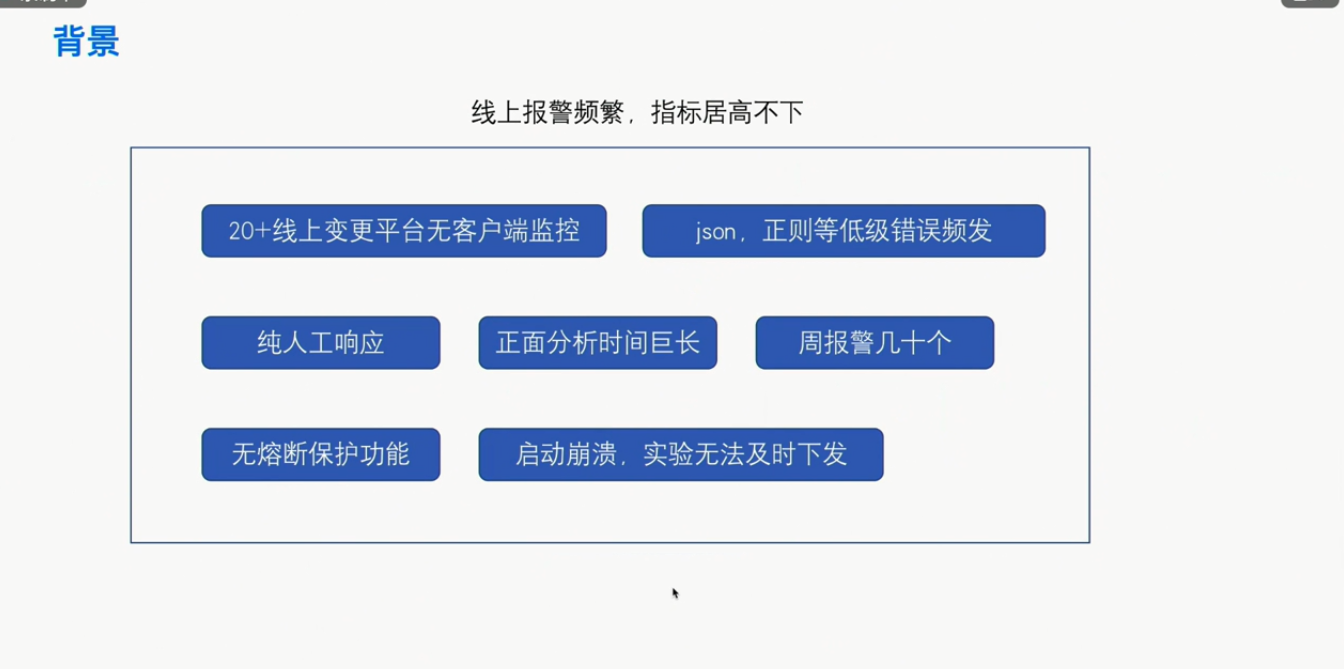 背景
线上报警频繁，指标居高不下
20+线上变更平台无客户端监控
json，正则等低级错误频发
纯人工响应
正面分析时间巨长
周报警几十个
无熔断保护功能
启动崩溃，实验无法及时下发